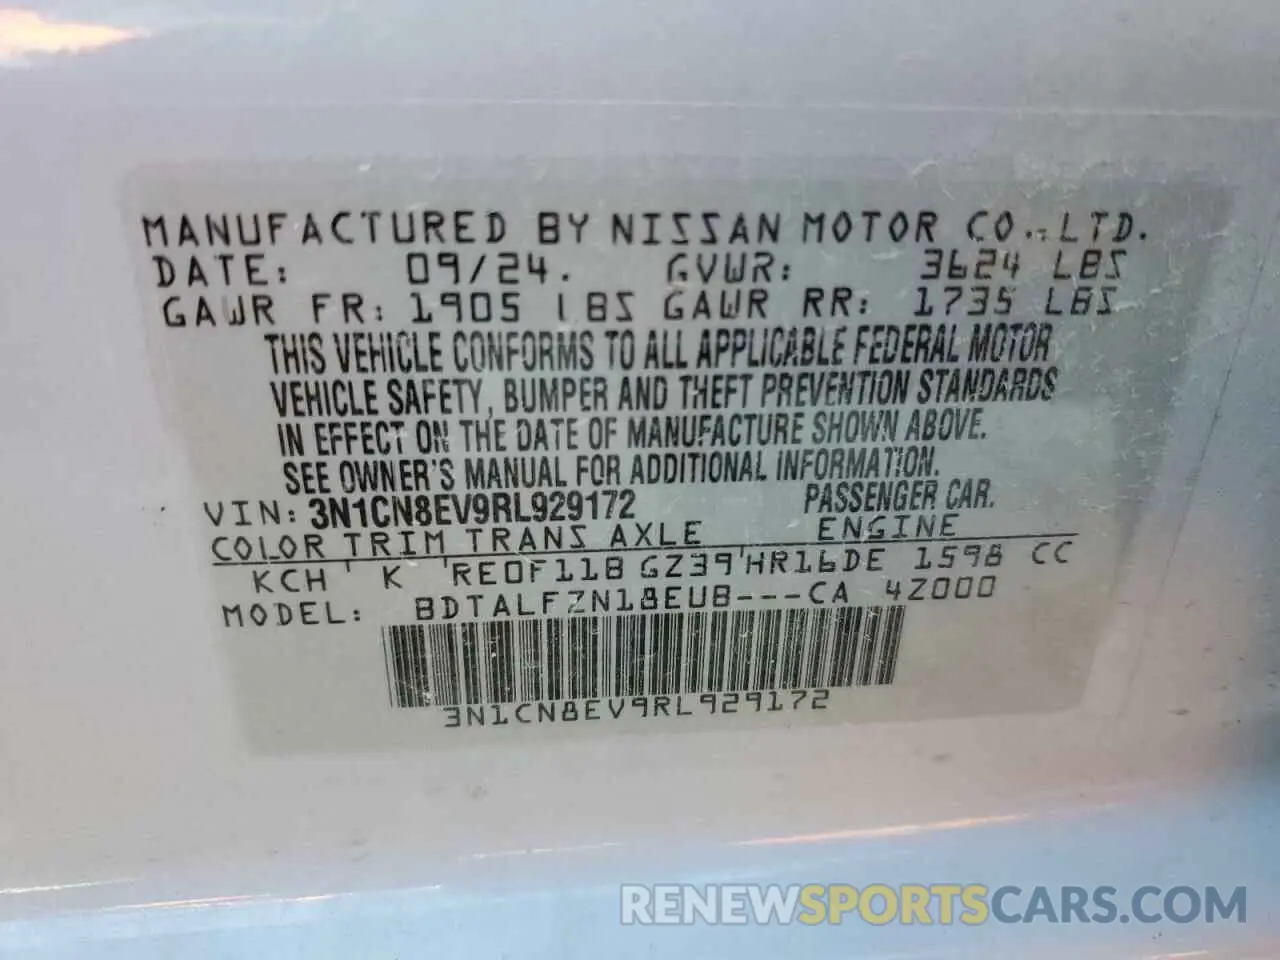 MANUFACTURED BY NISSAN MOTOR CO., LTD.
DATE: 09/24. GVWR: 3624 LBS
GAWR FR: 1905 LBS GAWR RR: 1735 LBS
THIS VEHICLE CONFORMS TO ALL APPLICABLE FEDERAL MOTOR
VEHICLE SAFETY, BUMPER AND THEFT PREVENTION STANDARDS
IN EFFECT ON THE DATE OF MANUFACTURE SHOWN ABOVE.
SEE OWNER'S MANUAL FOR ADDITIONAL INFORMATION.
VIN: 3N1CN8EV9RL929172 PASSENGER CAR.
COLOR TRIM TRANS AXLE ENGINE
KCH K RE0F11B GZ39 HR16DE 1598 CC
MODEL: BDTALFZN18EUB---CA 4Z000
3N1CN8EV9RL929172
RENEWSPORTSCARS.COM